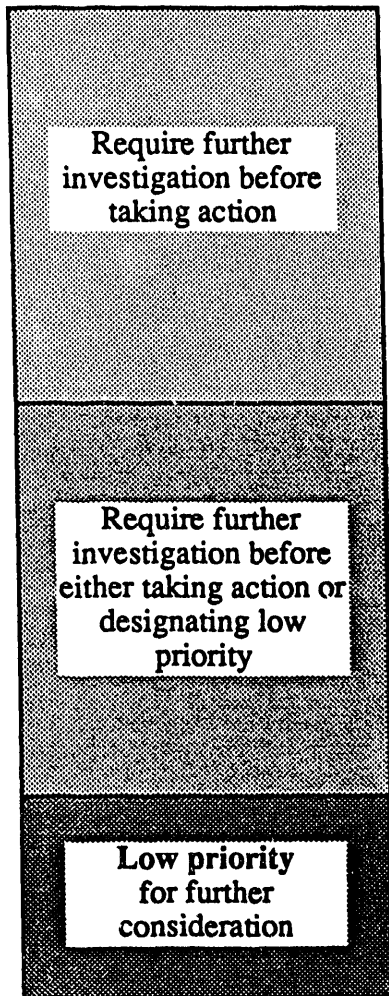 Require further
investigation before
taking action
Require further
investigation before
either taking action or
designating low
priority
Low priority
for further
consideration